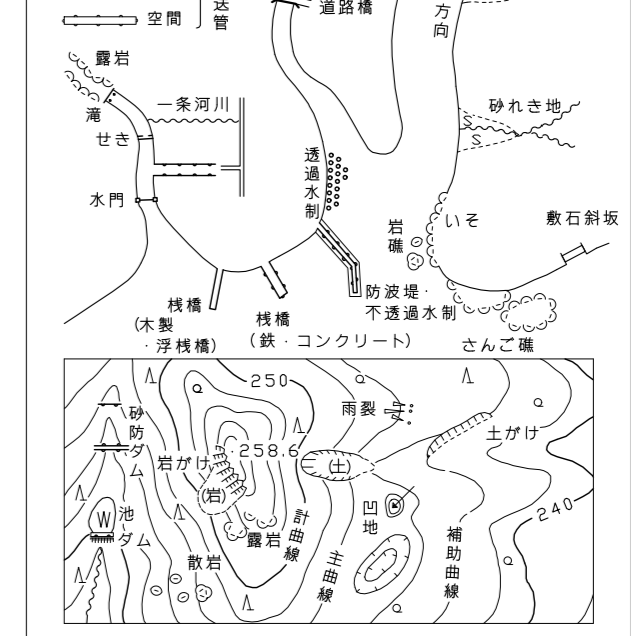 送管
空間
道路橋
方向
露岩
滝
一条河川
砂れき地
S
S
せき
透過水制
水門
岩礁
いそ
敷石斜坂
防波堤・
不透過水制
桟橋
(木製
・浮桟橋)
桟橋
(鉄・コンクリート)
さんご礁
250
雨裂
砂防ダム
土がけ
岩がけ
・258.6
(土)
(岩)
凹地
W
池
ダム
240
計曲線
露岩
主曲線
補助曲線
散岩